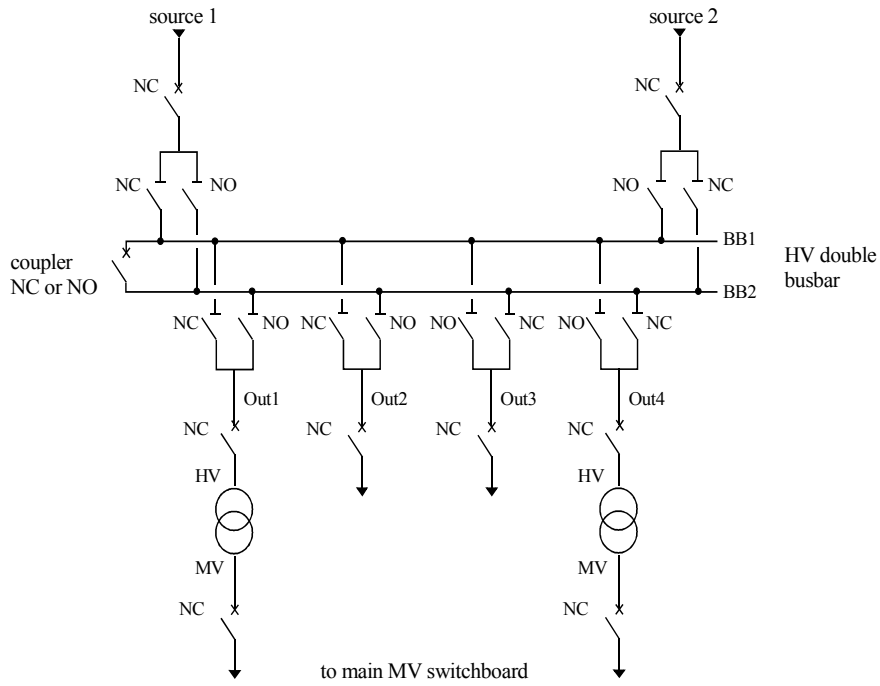 source 1
source 2
NC
NC
NC
NO
NO
NC
BB1
coupler
NC or NO
HV double
busbar
BB2
NC
NO
NC
NO
NO
NC
NO
NC
Out1
Out2
Out3
Out4
NC
NC
NC
NC
HV
HV
MV
MV
NC
NC
to main MV switchboard